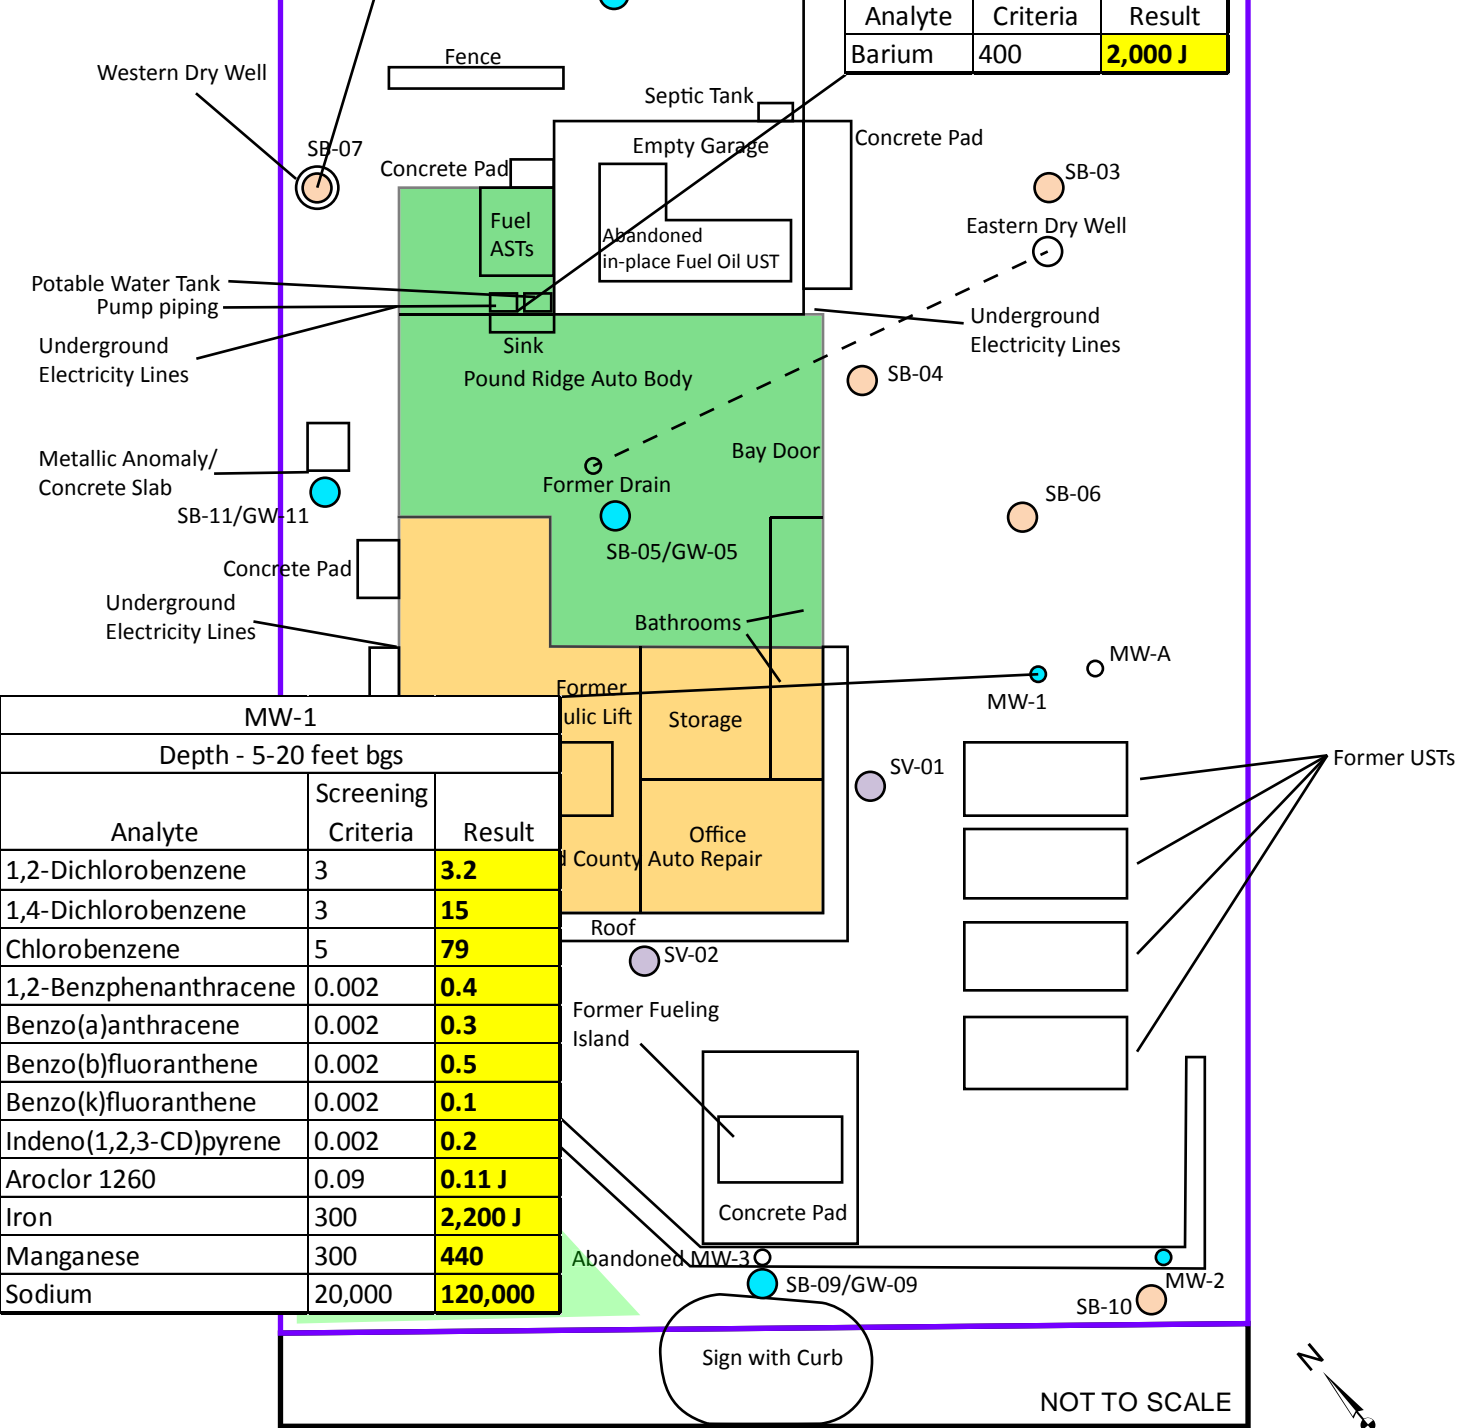 Analyte Criteria Result
Barium 400 2,000 J
Fence
Western Dry Well
Septic Tank
SB-07
Empty Garage
Concrete Pad
Concrete Pad
SB-03
Fuel
ASTs
Eastern Dry Well
Abandoned
in-place Fuel Oil UST
Potable Water Tank
Pump piping
Underground
Electricity Lines
Underground
Electricity Lines
Sink
Pound Ridge Auto Body
SB-04
Bay Door
Metallic Anomaly/
Concrete Slab
Former Drain
SB-06
SB-11/GW-11
SB-05/GW-05
Concrete Pad
Underground
Electricity Lines
Bathrooms
MW-A
MW-1
Former
ulic Lift
Storage
Former USTs
SV-01
Office
County Auto Repair
Roof
SV-02
MW-1
Depth - 5-20 feet bgs
Screening
Analyte Criteria Result
1,2-Dichlorobenzene 3 3.2
1,4-Dichlorobenzene 3 15
Chlorobenzene 5 79
1,2-Benzphenanthracene 0.002 0.4
Benzo(a)anthracene 0.002 0.3
Benzo(b)fluoranthene 0.002 0.5
Benzo(k)fluoranthene 0.002 0.1
Indeno(1,2,3-CD)pyrene 0.002 0.2
Aroclor 1260 0.09 0.11 J
Iron 300 2,200 J
Manganese 300 440
Sodium 20,000 120,000
Former Fueling
Island
Concrete Pad
Abandoned MW-3
SB-09/GW-09
MW-2
SB-10
Sign with Curb
NOT TO SCALE
N